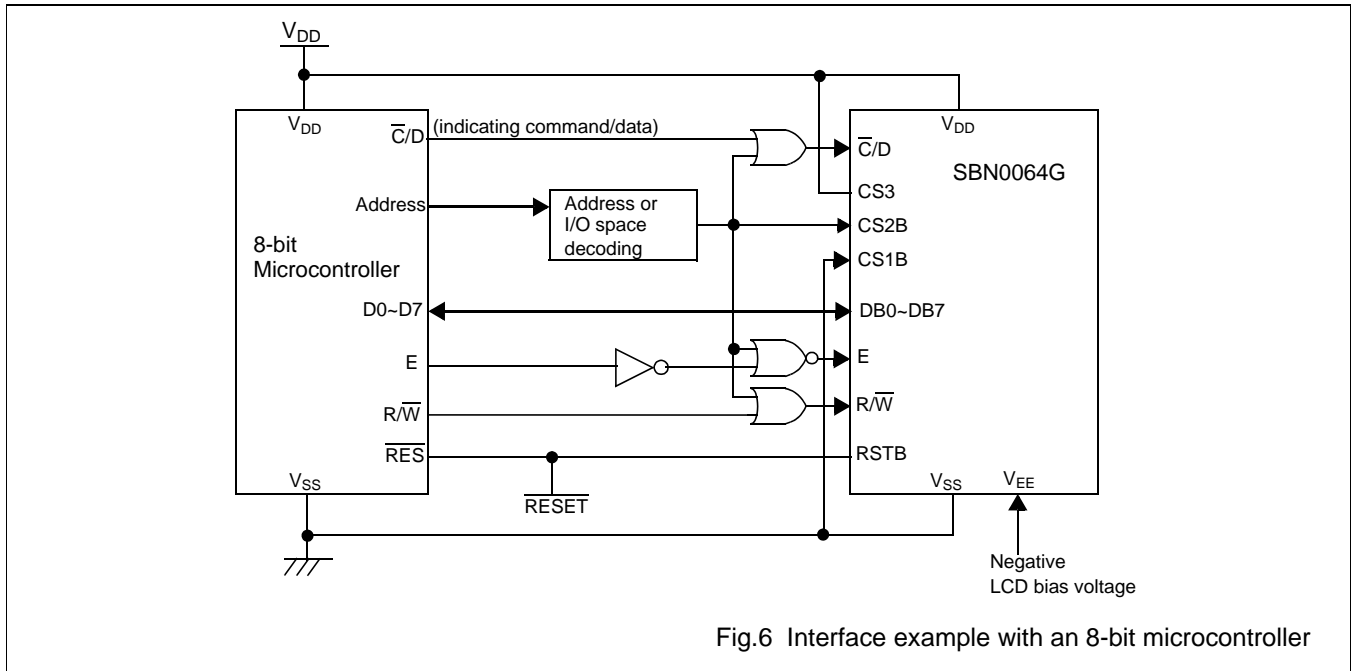 VDD
VDD
C̅/D (indicating command/data)
Address
8-bit
Microcontroller
D0~D7
E
R/W̅
R̅E̅S̅
VSS
Address or
I/O space
decoding
R̅E̅S̅E̅T̅
VDD
C̅/D
SBN0064G
CS3
CS2B
CS1B
DB0~DB7
E
R/W̅
RSTB
VSS
VEE
Negative
LCD bias voltage
Fig.6 Interface example with an 8-bit microcontroller